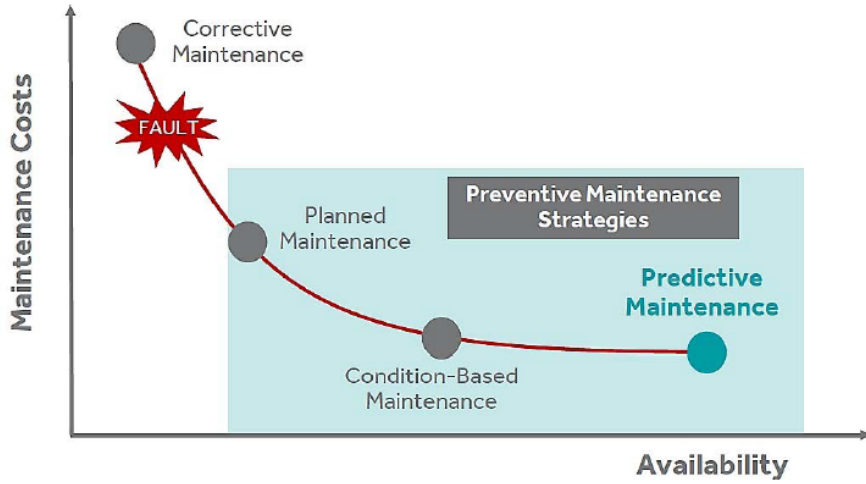 Corrective
Maintenance
FAULT
Preventive Maintenance
Strategies
Planned
Maintenance
Predictive
Maintenance
Condition-Based
Maintenance
Maintenance Costs
Availability